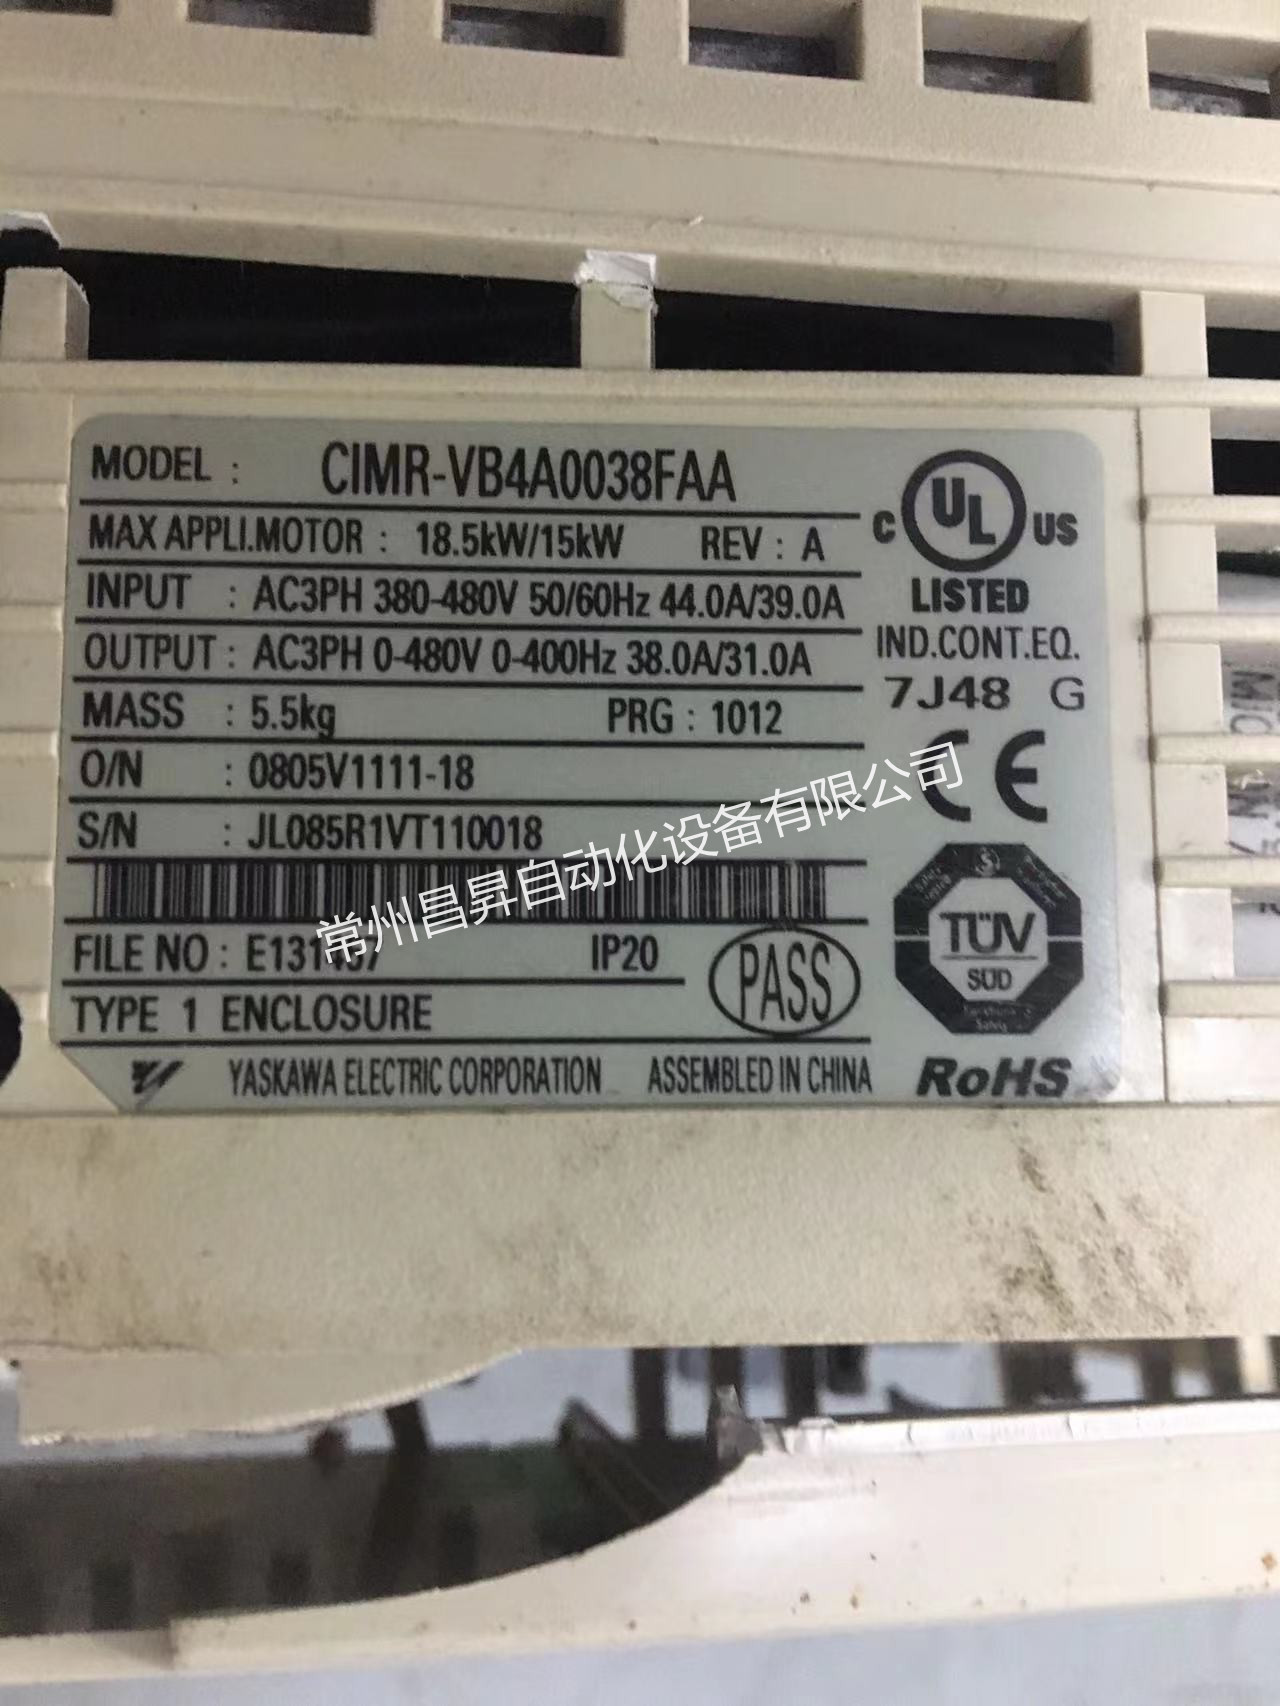 MODEL : CIMR-VB4A0038FAA
MAX APPLI.MOTOR : 18.5kW/15kW REV : A
INPUT : AC3PH 380-480V 50/60Hz 44.0A/39.0A
OUTPUT : AC3PH 0-480V 0-400Hz 38.0A/31.0A
MASS : 5.5kg PRG : 1012
O/N : 0805V1111-18
S/N : JL085R1VT110018
FILE NO : IP20
TYPE 1 ENCLOSURE
PASS
YASKAWA ELECTRIC CORPORATION ASSEMBLED IN CHINA
C UL US
LISTED
IND.CONT.EQ.
7J48 G
CE
TÜV
SÜD
RoHS
常州昌昇自动化设备有限公司